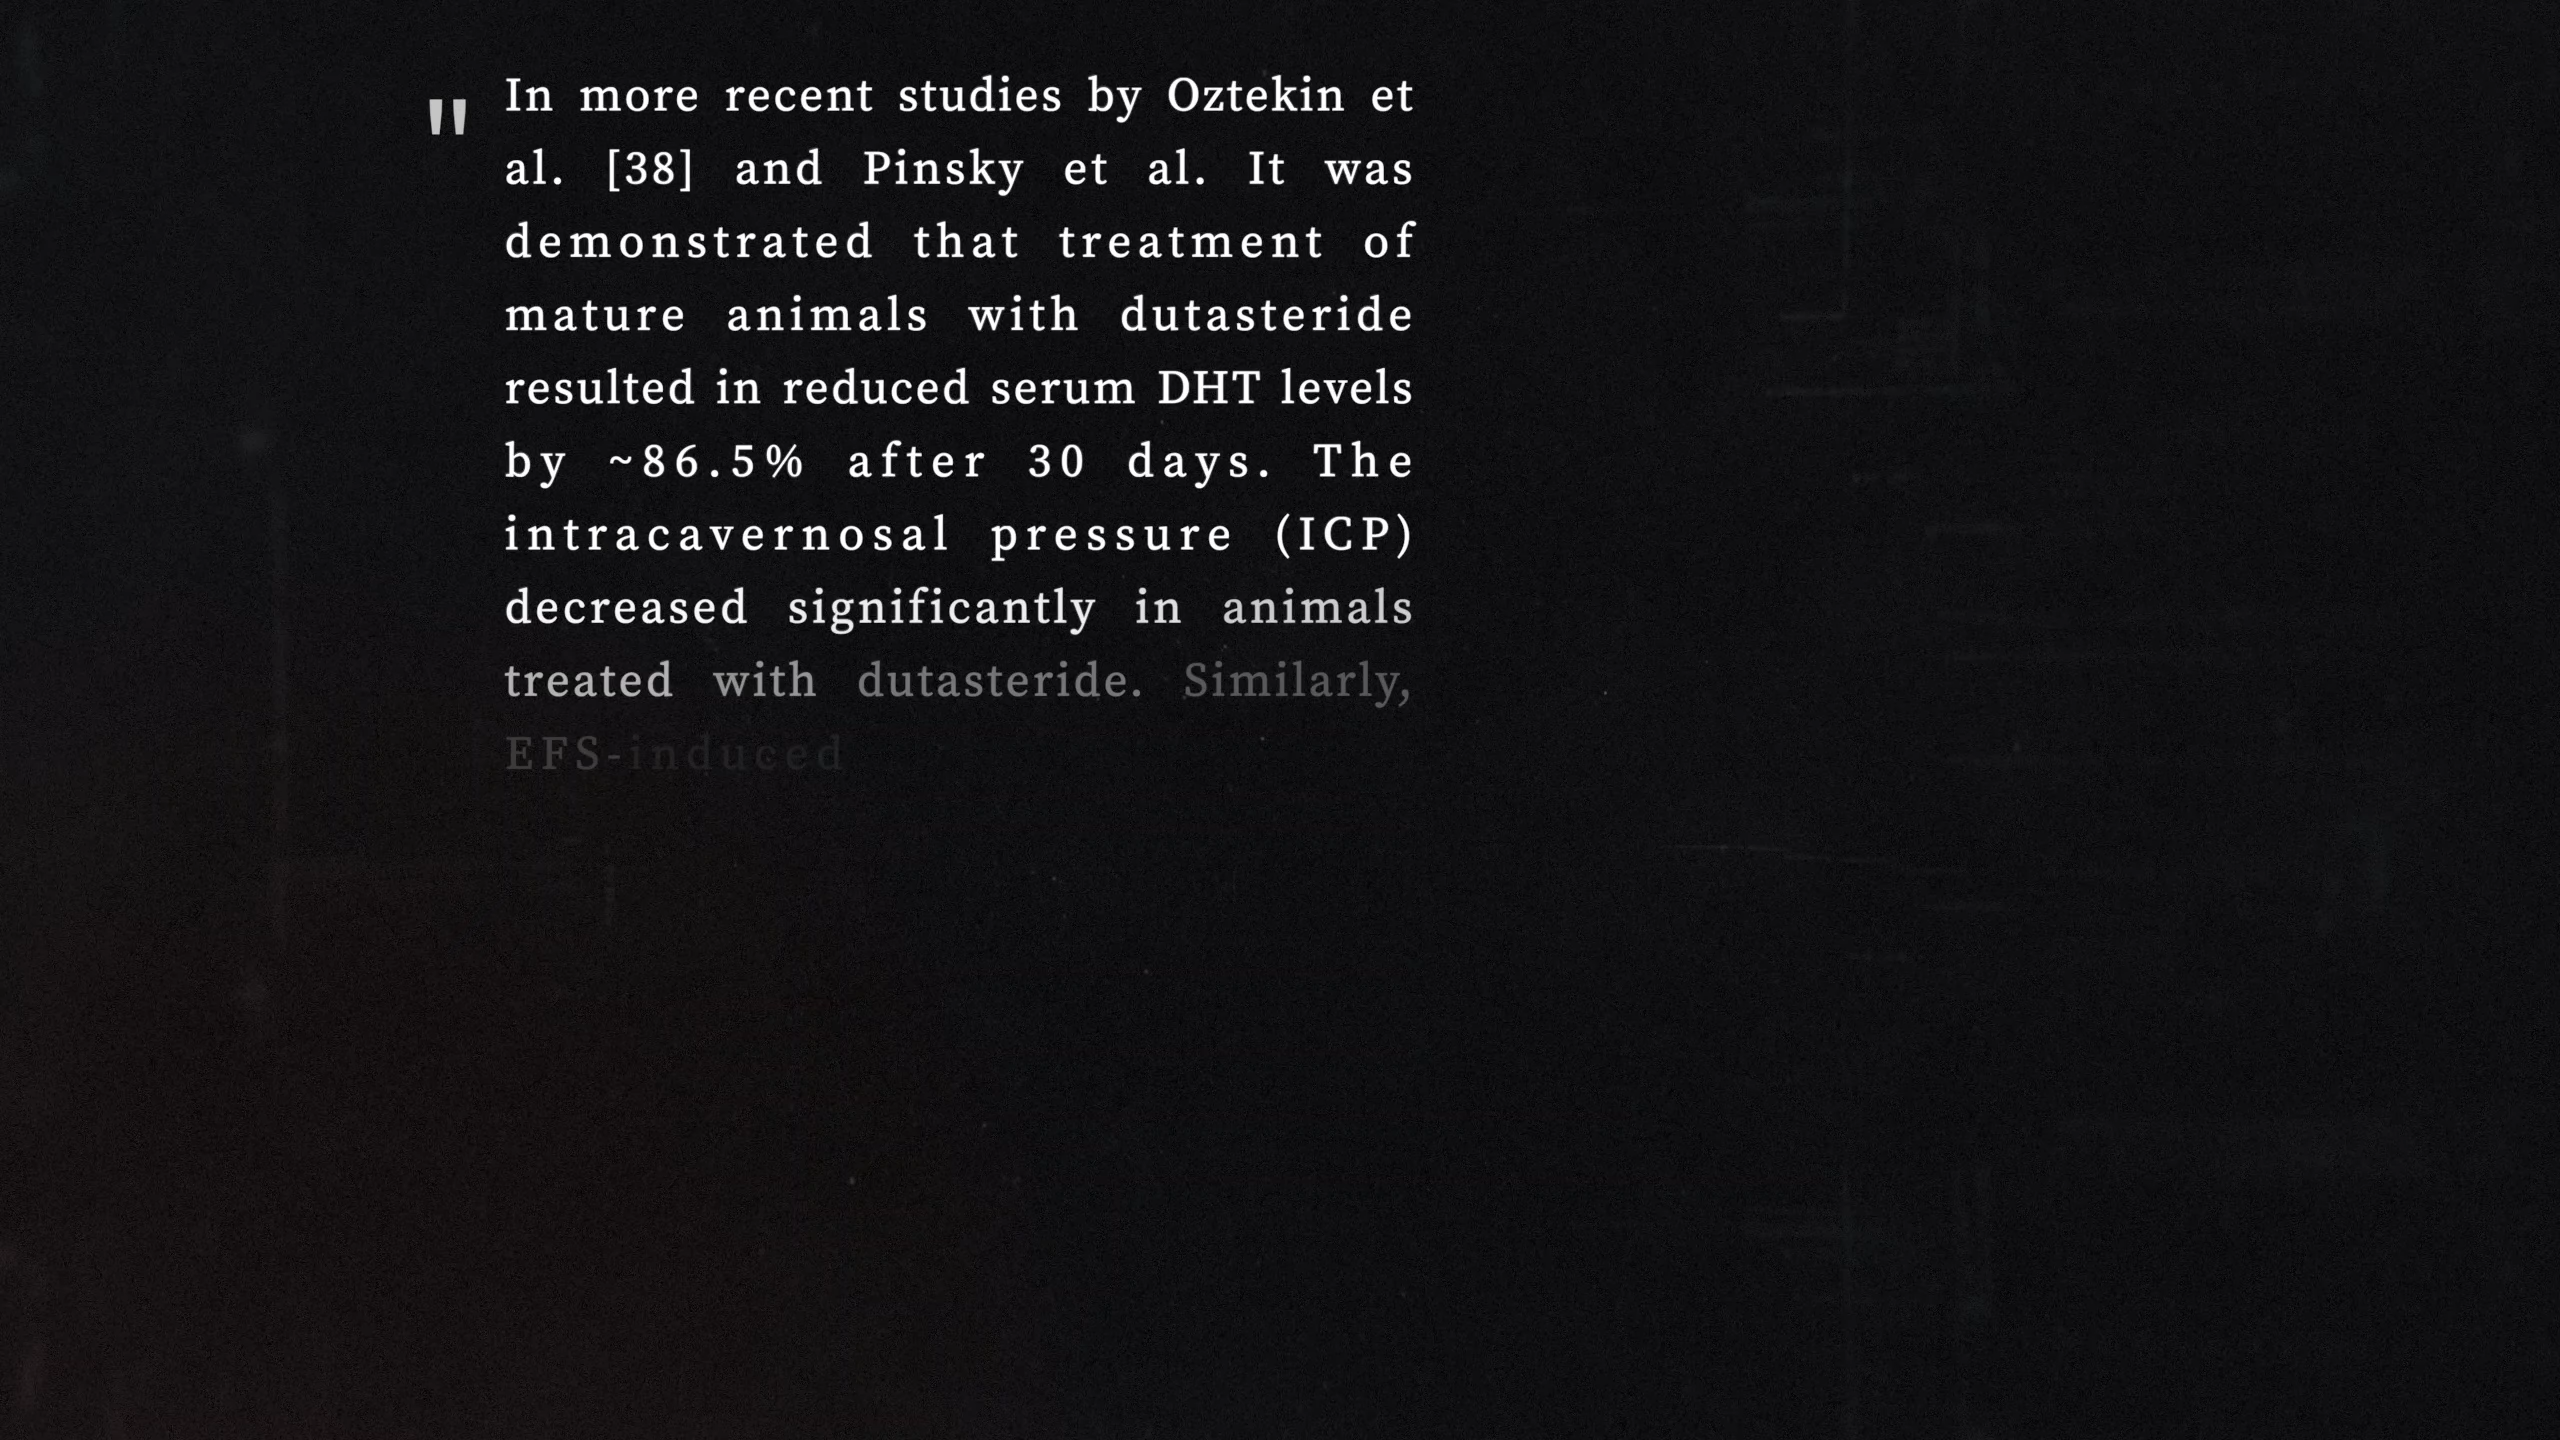 "
In more recent studies by Oztekin et
al. [38] and Pinsky et al. It was
demonstrated that treatment of
mature animals with dutasteride
resulted in reduced serum DHT levels
by ~86.5% after 30 days. The
intracavernosal pressure (ICP)
decreased significantly in animals
treated with dutasteride. Similarly,
EFS-induced